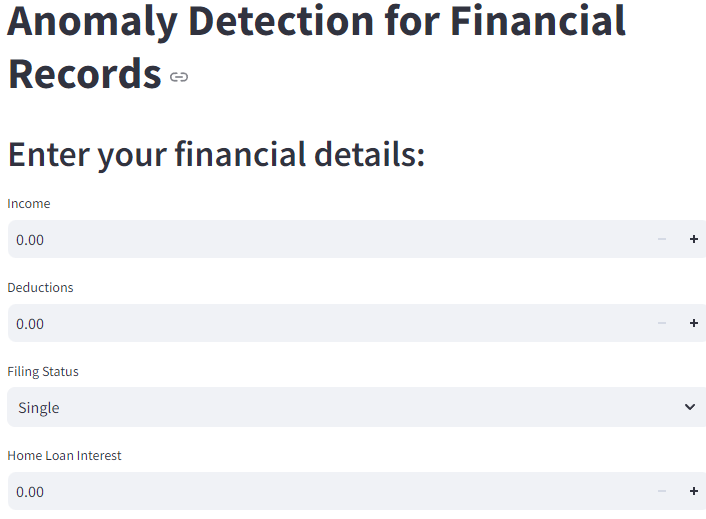 Anomaly Detection for Financial
Records
Enter your financial details:
Income
0.00
Deductions
0.00
Filing Status
Single
Home Loan Interest
0.00